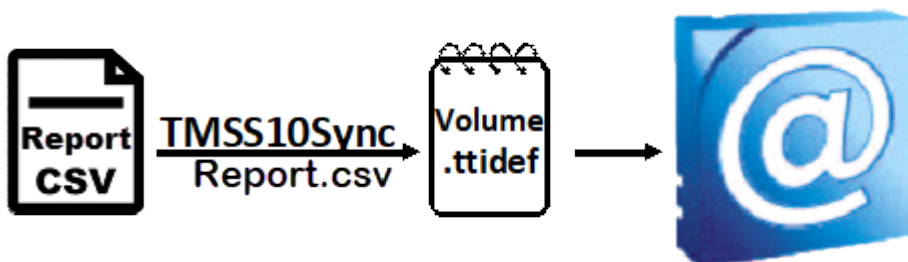 Report
CSV
TMSS10Sync
Report.csv
Volume
.ttidef
@